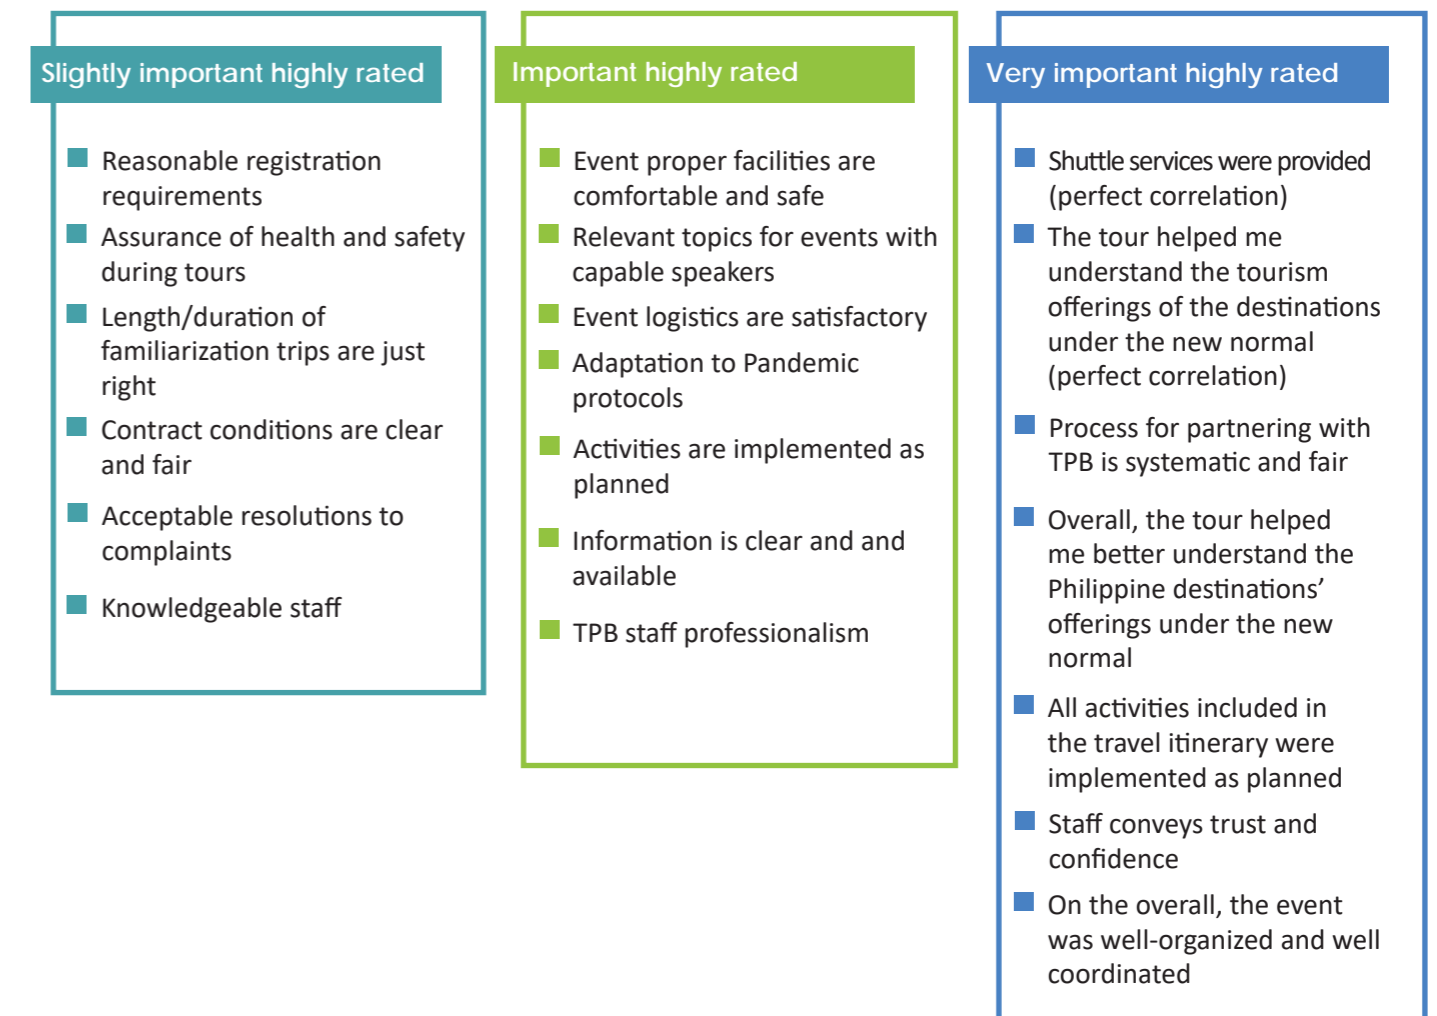 Slightly important highly rated
Reasonable registration
requirements
Assurance of health and safety
during tours
Length/duration of
familiarization trips are just
right
Contract conditions are clear
and fair
Acceptable resolutions to
complaints
Knowledgeable staff
Important highly rated
Event proper facilities are
comfortable and safe
Relevant topics for events with
capable speakers
Event logistics are satisfactory
Adaptation to Pandemic
protocols
Activities are implemented as
planned
Information is clear and and
available
TPB staff professionalism
Very important highly rated
Shuttle services were provided
(perfect correlation)
The tour helped me
understand the tourism
offerings of the destinations
under the new normal
(perfect correlation)
Process for partnering with
TPB is systematic and fair
Overall, the tour helped
me better understand the
Philippine destinations’
offerings under the new
normal
All activities included in
the travel itinerary were
implemented as planned
Staff conveys trust and
confidence
On the overall, the event
was well-organized and well
coordinated